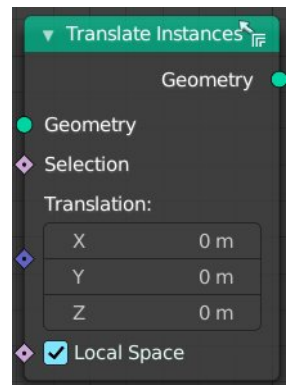 Translate Instances
Geometry
Geometry
Selection
Translation:
X 0 m
Y 0 m
Z 0 m
Local Space